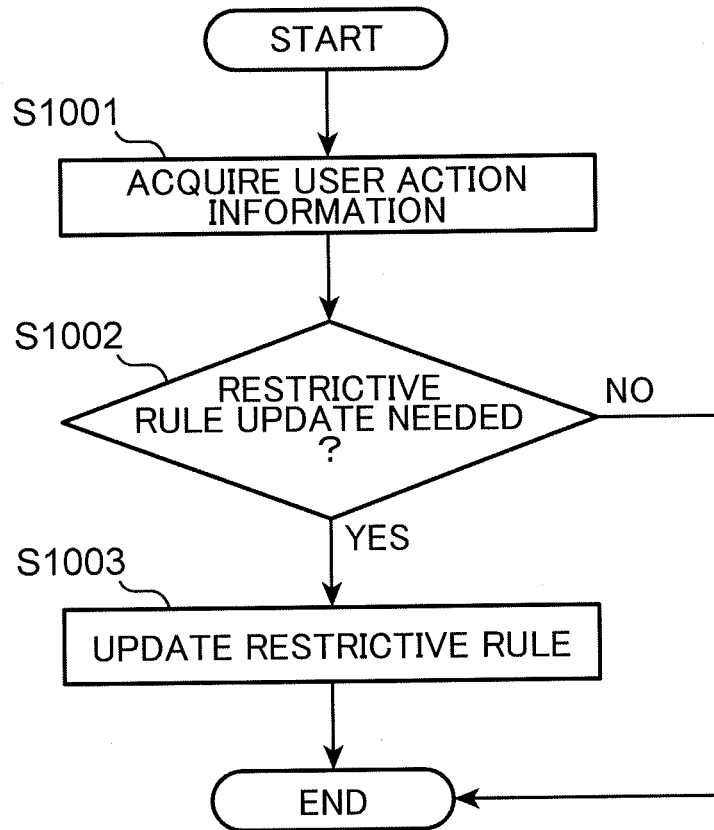 START
S1001
ACQUIRE USER ACTION
INFORMATION
S1002
RESTRICTIVE
RULE UPDATE NEEDED
?
NO
YES
S1003
UPDATE RESTRICTIVE RULE
END